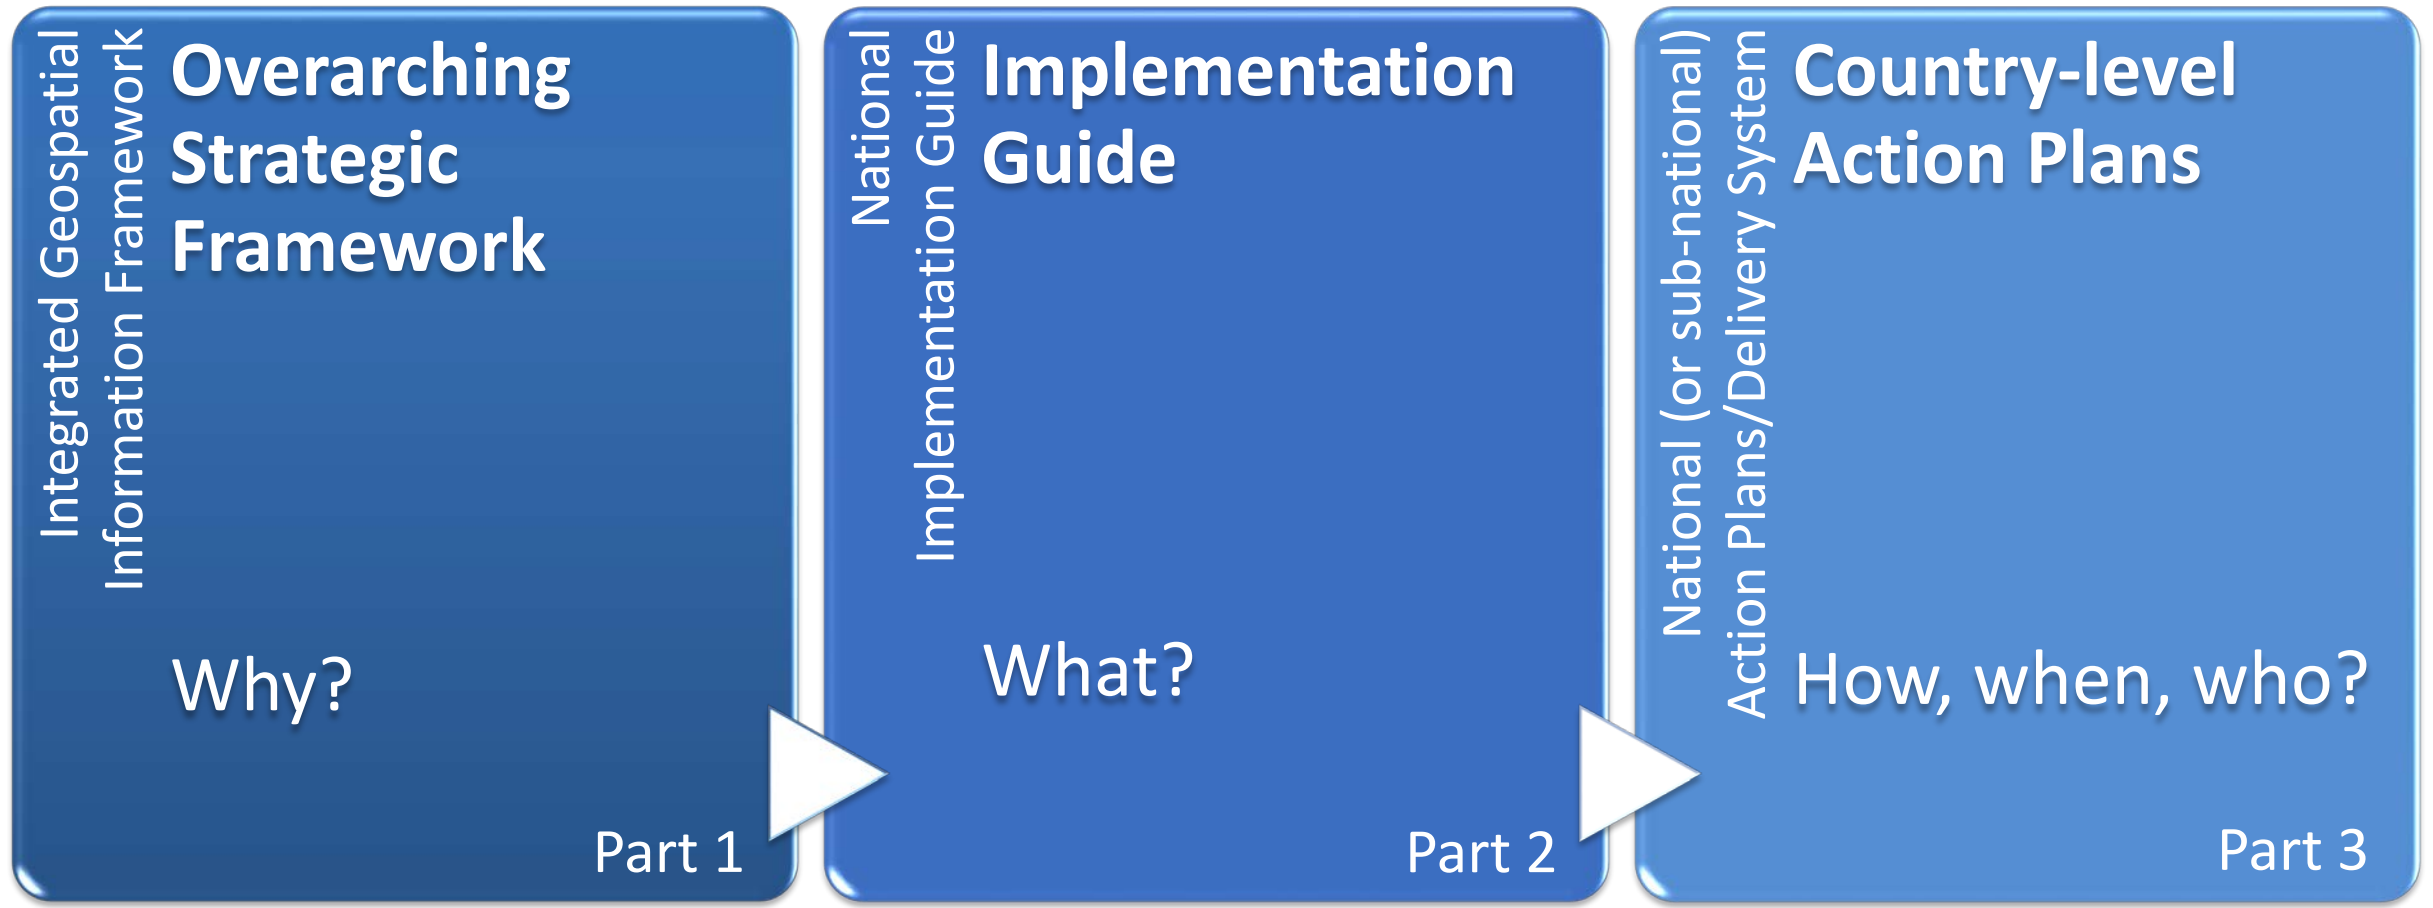 Integrated Geospatial
Information Framework
Overarching
Strategic
Framework
Why?
Part 1
National
Implementation Guide
Implementation
Guide
What?
Part 2
National (or sub-national)
Action Plans/Delivery System
Country-level
Action Plans
How, when, who?
Part 3